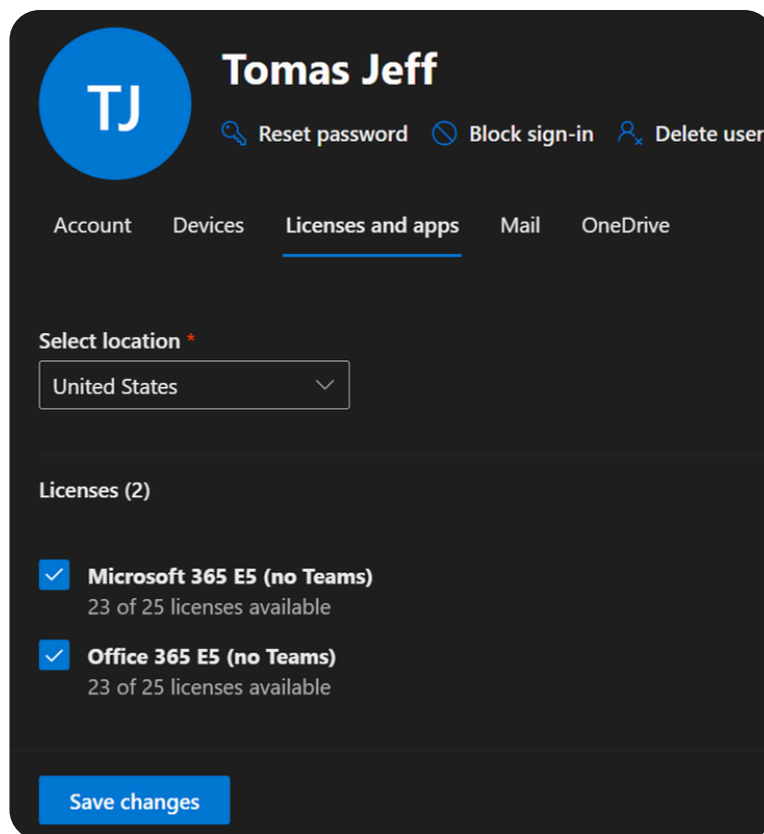 TJ
Tomas Jeff
Reset password Block sign-in Delete user
Account Devices Licenses and apps Mail OneDrive
Select location *
United States
Licenses (2)
Microsoft 365 E5 (no Teams)
23 of 25 licenses available
Office 365 E5 (no Teams)
23 of 25 licenses available
Save changes